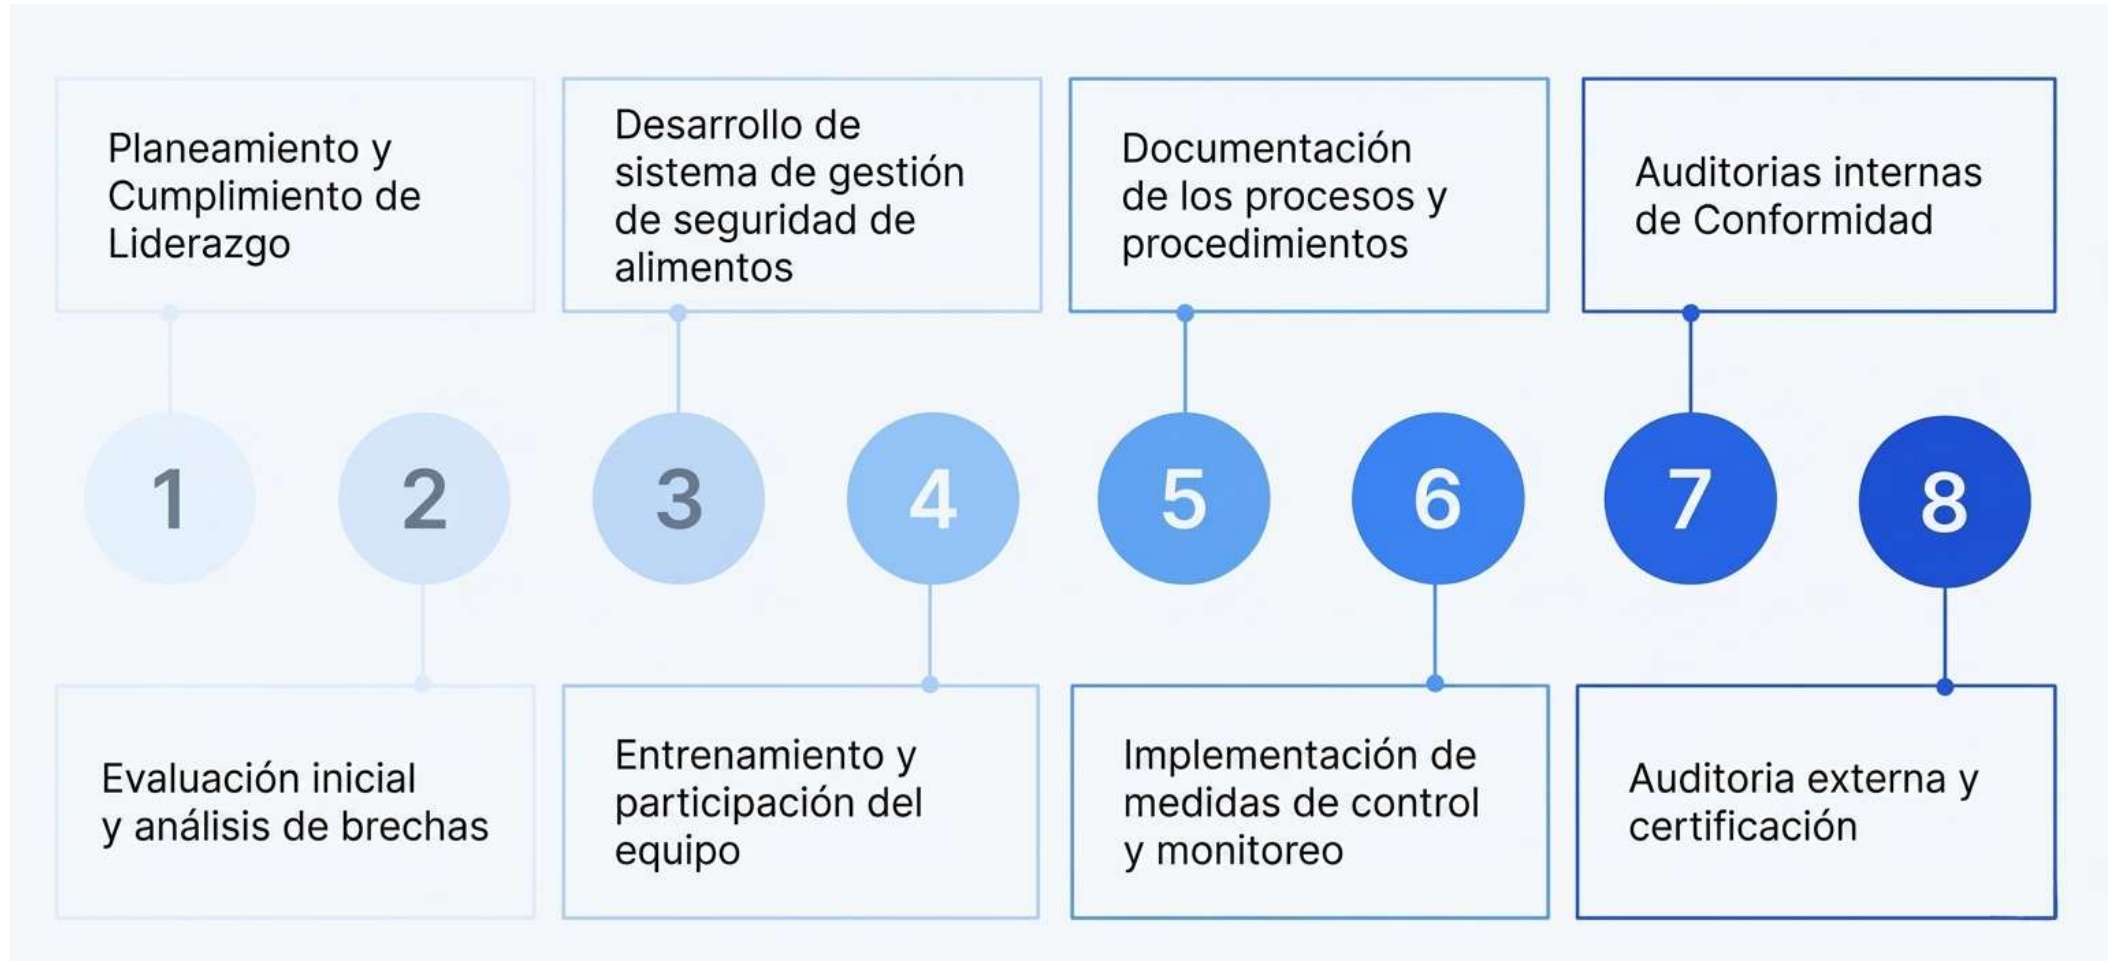 Planeamiento y
Cumplimiento de
Liderazgo
Desarrollo de
sistema de gestión
de seguridad de
alimentos
Documentación
de los procesos y
procedimientos
Auditorias internas
de Conformidad
1
2
3
4
5
6
7
8
Evaluación inicial
y análisis de brechas
Entrenamiento y
participación del
equipo
Implementación de
medidas de control
y monitoreo
Auditoria externa y
certificación